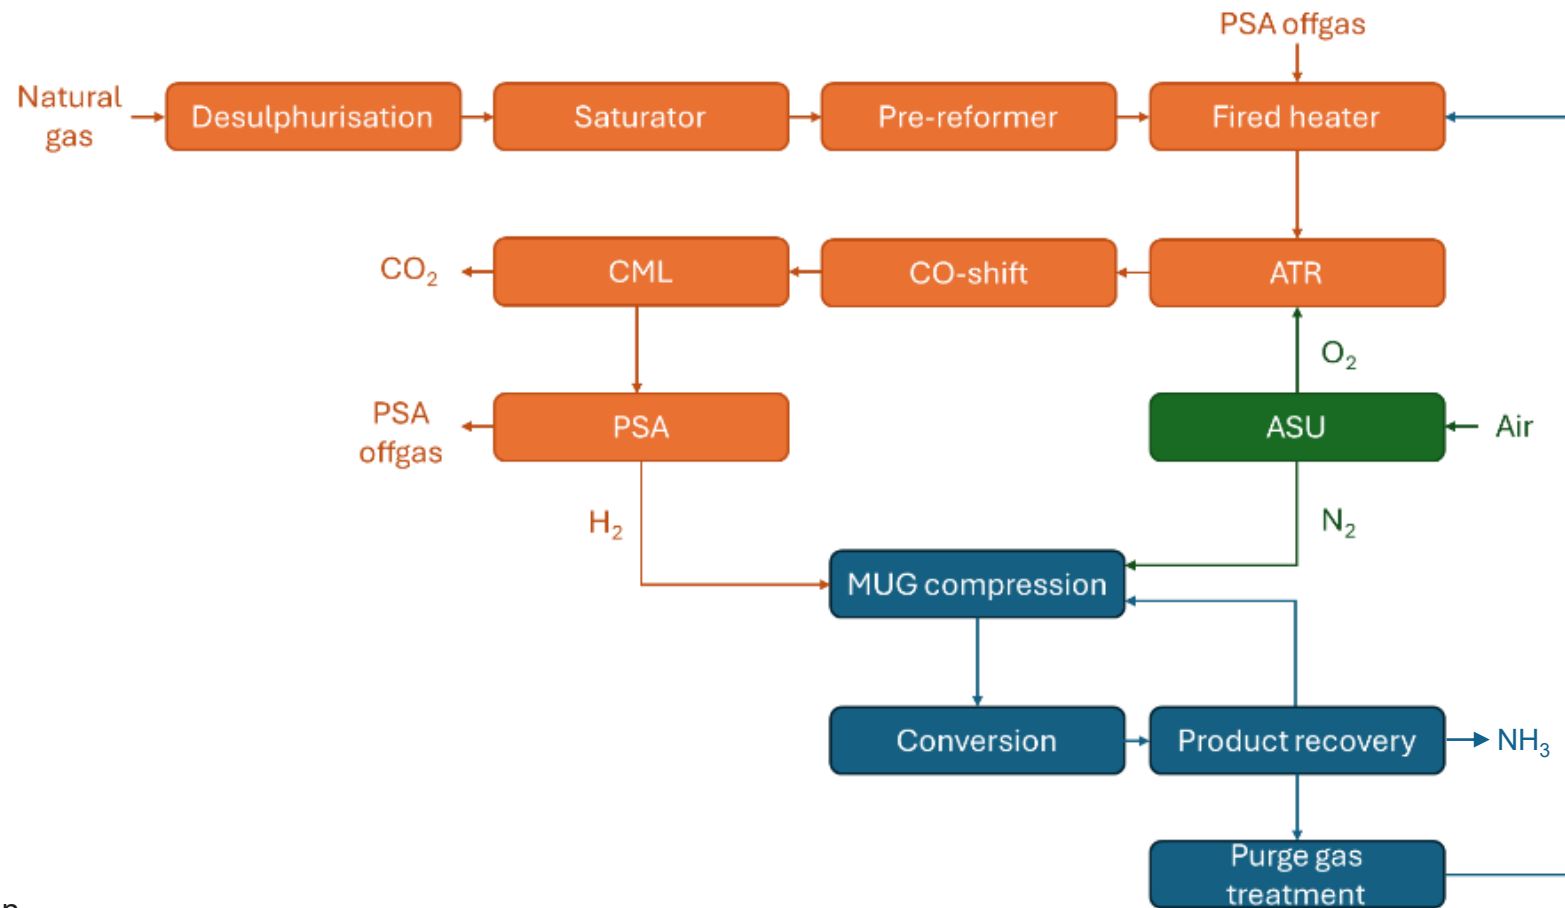 PSA offgas
Natural
gas
Desulphurisation
Saturator
Pre-reformer
Fired heater
CO₂
CML
CO-shift
ATR
O₂
PSA
offgas
PSA
ASU
Air
H₂
N₂
MUG compression
Conversion
Product recovery
NH₃
Purge gas
treatment